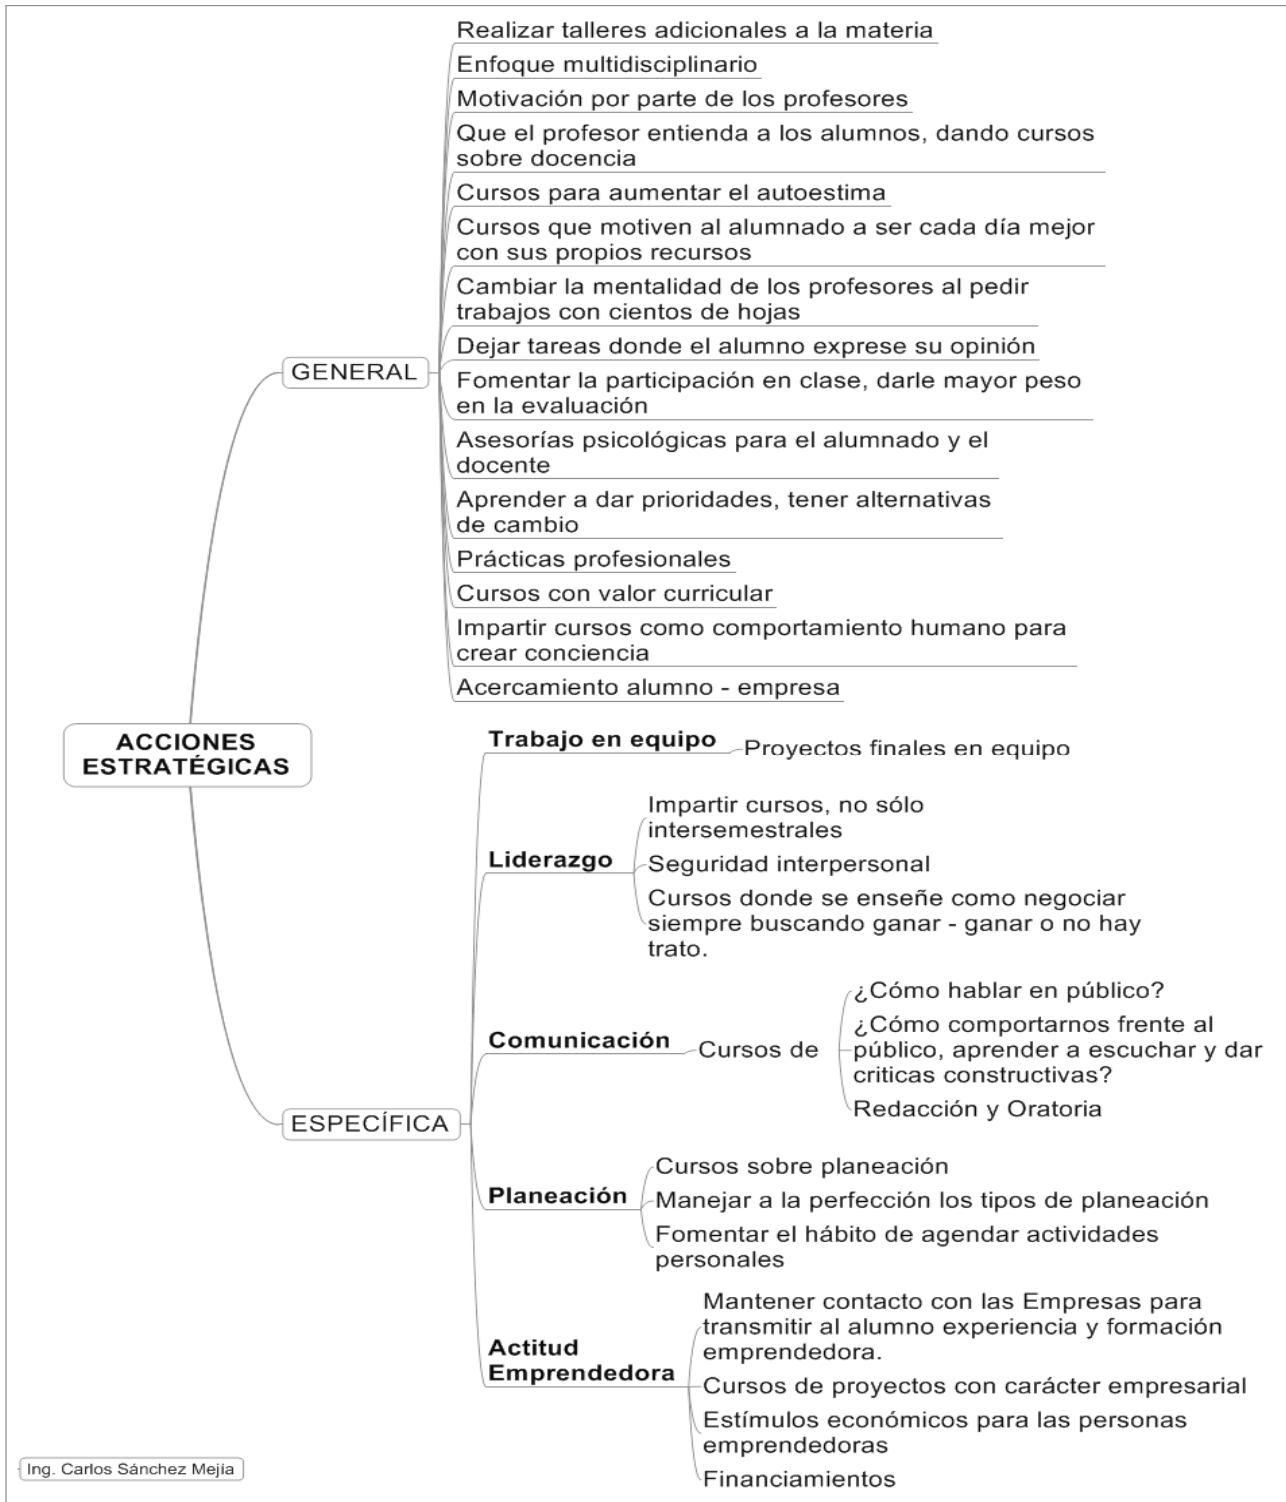 Realizar talleres adicionales a la materia
Enfoque multidisciplinario
Motivación por parte de los profesores
Que el profesor entienda a los alumnos, dando cursos
sobre docencia
Cursos para aumentar el autoestima
Cursos que motiven al alumnado a ser cada día mejor
con sus propios recursos
Cambiar la mentalidad de los profesores al pedir
trabajos con cientos de hojas
Dejar tareas donde el alumno exprese su opinión
GENERAL
Fomentar la participación en clase, darle mayor peso
en la evaluación
Asesorías psicológicas para el alumnado y el
docente
Aprender a dar prioridades, tener alternativas
de cambio
Prácticas profesionales
Cursos con valor curricular
Impartir cursos como comportamiento humano para
crear conciencia
Acercamiento alumno - empresa
ACCIONES
ESTRATÉGICAS
Trabajo en equipo
Proyectos finales en equipo
Liderazgo
Impartir cursos, no sólo
intersemestrales
Seguridad interpersonal
Cursos donde se enseñe como negociar
siempre buscando ganar - ganar o no hay
trato.
Comunicación
Cursos de
¿Cómo hablar en público?
¿Cómo comportarnos frente al
público, aprender a escuchar y dar
criticas constructivas?
Redacción y Oratoria
ESPECÍFICA
Planeación
Cursos sobre planeación
Manejar a la perfección los tipos de planeación
Fomentar el hábito de agendar actividades
personales
Actitud
Emprendedora
Mantener contacto con las Empresas para
transmitir al alumno experiencia y formación
emprendedora.
Cursos de proyectos con carácter empresarial
Estímulos económicos para las personas
emprendedoras
Financiamientos
Ing. Carlos Sánchez Mejía